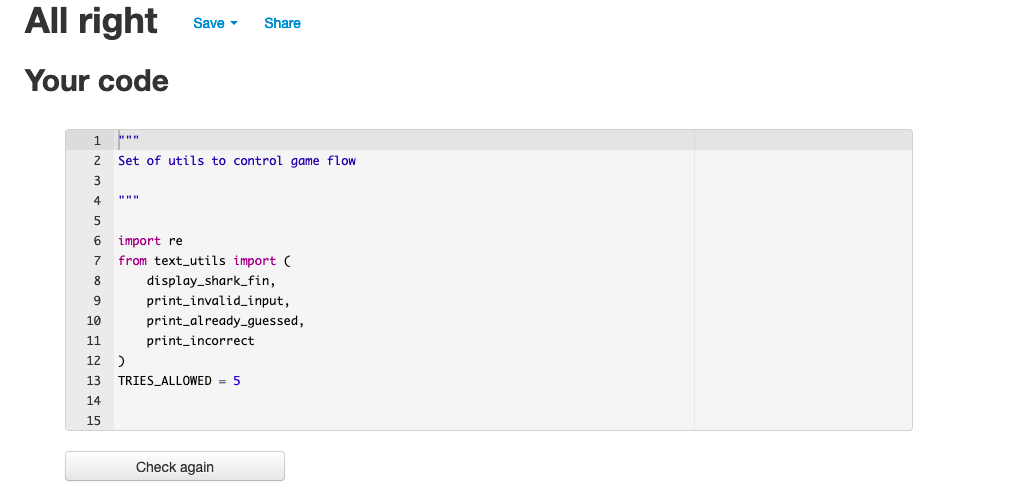 All right Save Share
Your code
1 """
2 Set of utils to control game flow
3
4 """
5
6 import re
7 from text_utils import (
8     display_shark_fin,
9     print_invalid_input,
10     print_already_guessed,
11     print_incorrect
12 )
13 TRIES_ALLOWED = 5
14
15
Check again